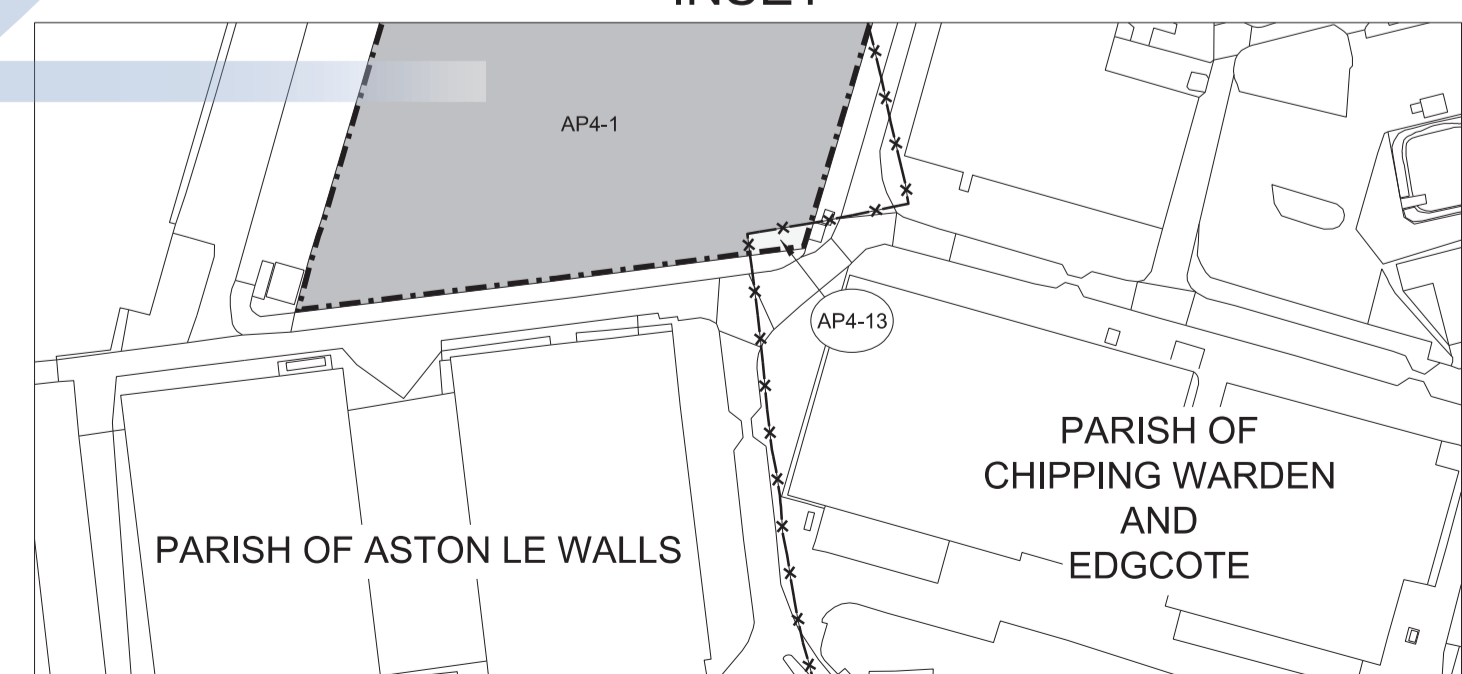 INSET
AP4-1
AP4-13
PARISH OF
CHIPPING WARDEN
AND
EDGCOTE
PARISH OF ASTON LE WALLS